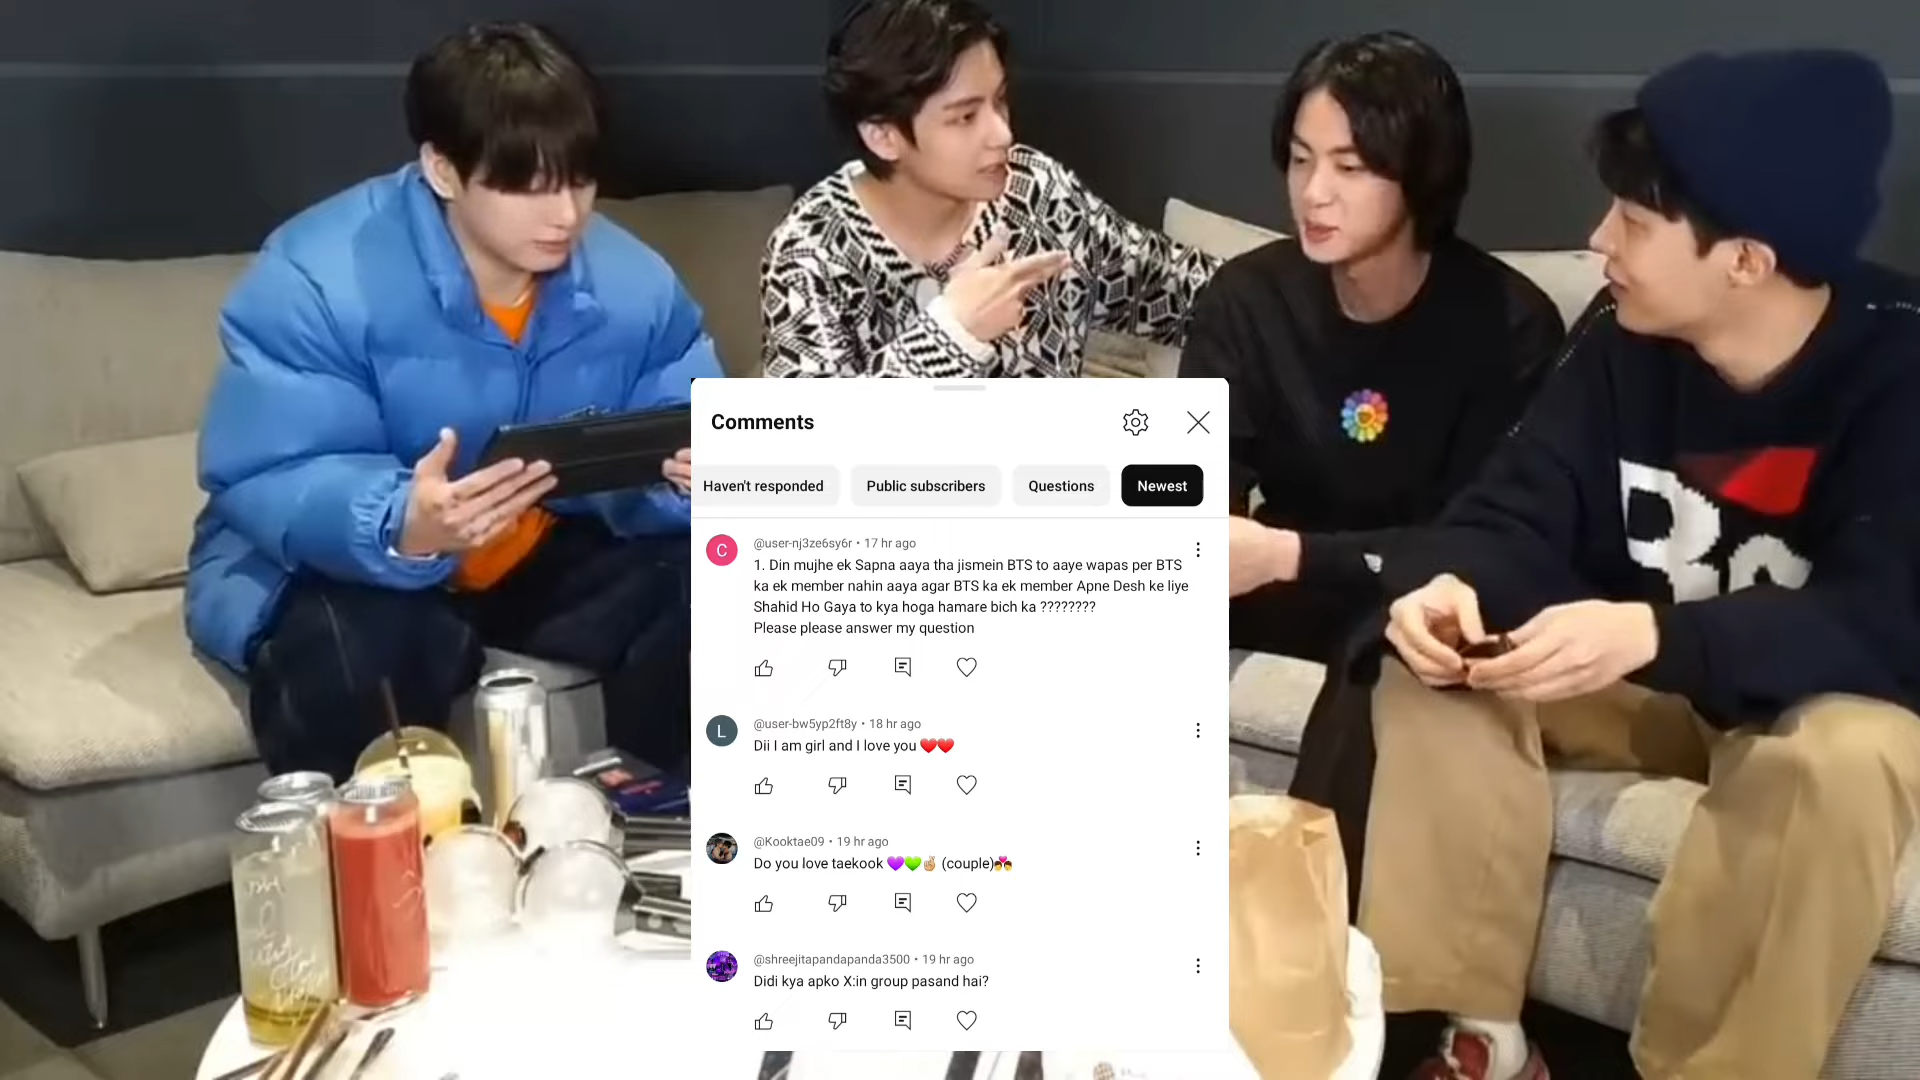 Comments
Haven't responded
Public subscribers
Questions
Newest
C
@user-nj3ze6sy6r • 17 hr ago
1. Din mujhe ek Sapna aaya tha jismein BTS to aaye wapas per BTS
ka ek member nahin aaya agar BTS ka ek member Apne Desh ke liye
Shahid Ho Gaya to kya hoga hamare bich ka ????????
Please please answer my question
L
@user-bw5yp2ft8y • 18 hr ago
Dii I am girl and I love you ❤️❤️
@Kooktae09 • 19 hr ago
Do you love taekook 💜💚✌🏼 (couple)💑
@shreejitapandapanda3500 • 19 hr ago
Didi kya apko X:in group pasand hai?